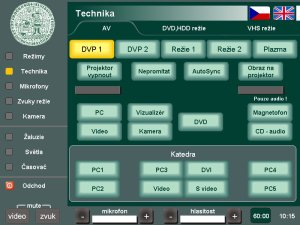 Technika
AV DVD,HDD režie VHS režie
DVP 1 DVP 2 Režie 1 Režie 2 Plazma
Projektor vypnout Nepromítat AutoSync Obraz na projektor
Pouze audio !
PC Vizualizér DVD Magnetofon
Video Kamera CD - audio
Katedra
PC1 PC3 DVI PC4
PC2 Video S video PC5
Režimy
Technika
Mikrofony
Zvuky režie
Kamera
Žaluzie
Světla
Časovač
Odchod
mute
video zvuk
- mikrofon + - hlasitost + 60:00 10:15